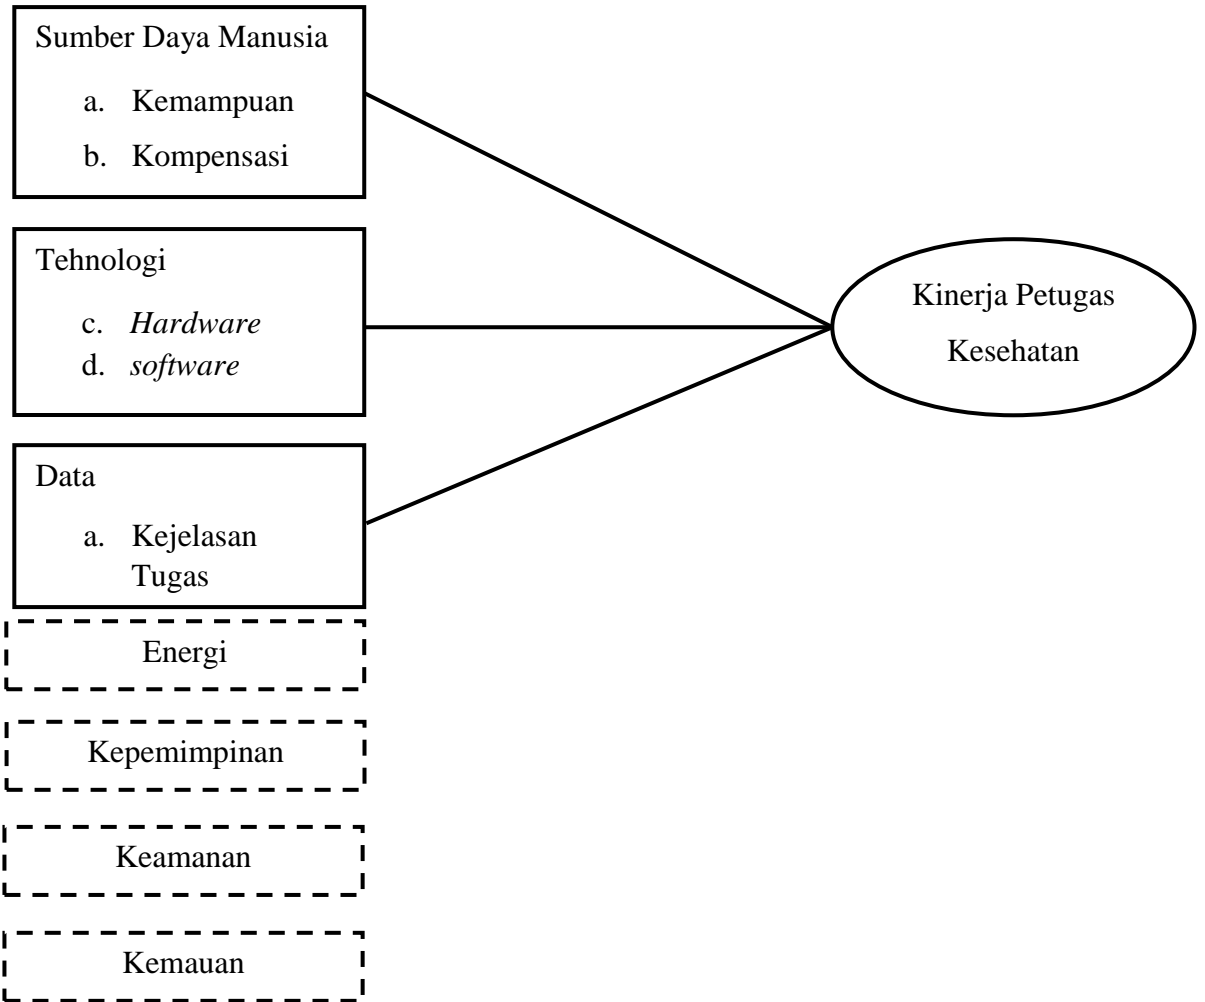 Sumber Daya Manusia
a. Kemampuan
b. Kompensasi
Tehnologi
c. Hardware
d. software
Data
a. Kejelasan
Tugas
Energi
Kepemimpinan
Keamanan
Kemauan
Kinerja Petugas
Kesehatan